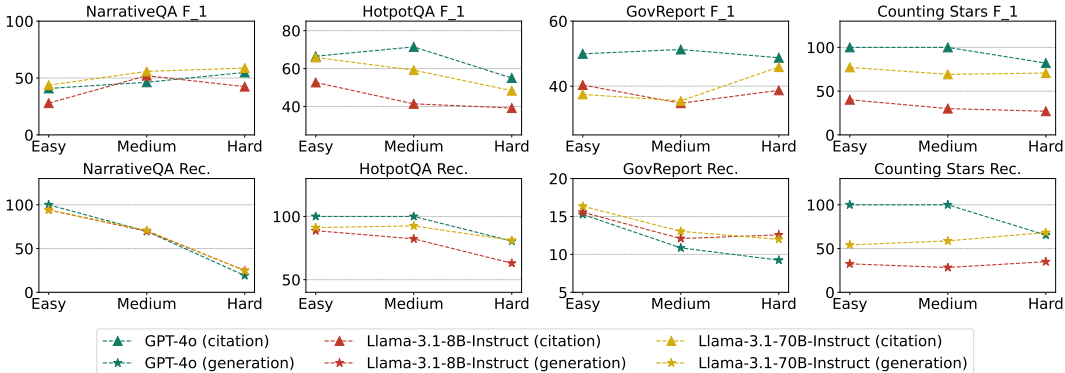 NarrativeQA F_1
HotpotQA F_1
GovReport F_1
Counting Stars F_1
100
50
0
80
60
40
60
40
100
50
0
Easy Medium Hard
Easy Medium Hard
Easy Medium Hard
Easy Medium Hard
NarrativeQA Rec.
HotpotQA Rec.
GovReport Rec.
Counting Stars Rec.
100
50
0
100
50
20
15
10
5
100
50
0
Easy Medium Hard
Easy Medium Hard
Easy Medium Hard
Easy Medium Hard
GPT-4o (citation)
Llama-3.1-8B-Instruct (citation)
Llama-3.1-70B-Instruct (citation)
GPT-4o (generation)
Llama-3.1-8B-Instruct (generation)
Llama-3.1-70B-Instruct (generation)